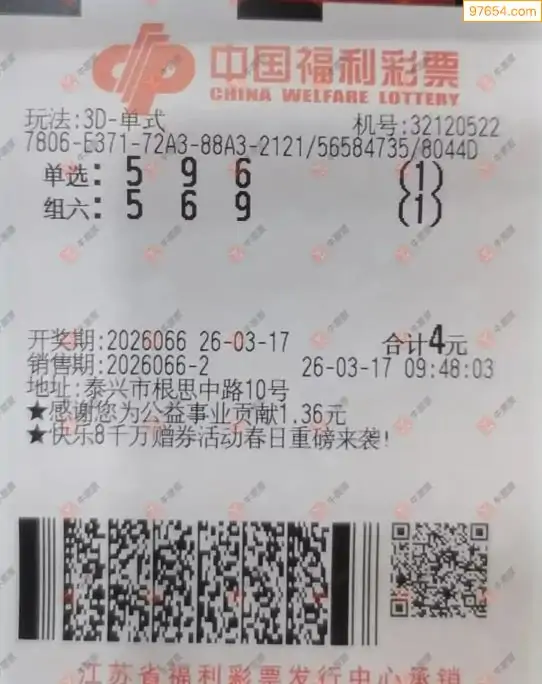 97654.com
中国福利彩票
CHINA WELFARE LOTTERY
玩法:3D-单式 机号:32120522
7806-E371-72A3-88A3-2121/56584735/8044D
单选: 5 9 6 (1)
组六: 5 6 9 (1)
开奖期:2026066 26-03-17 合计4元
销售期:2026066-2 26-03-17 09:48:03
地址:泰兴市根思中路10号
★感谢您为公益事业贡献1.36元
★快乐8千万赠券活动春日重磅来袭!
江苏省福利彩票发行中心承销